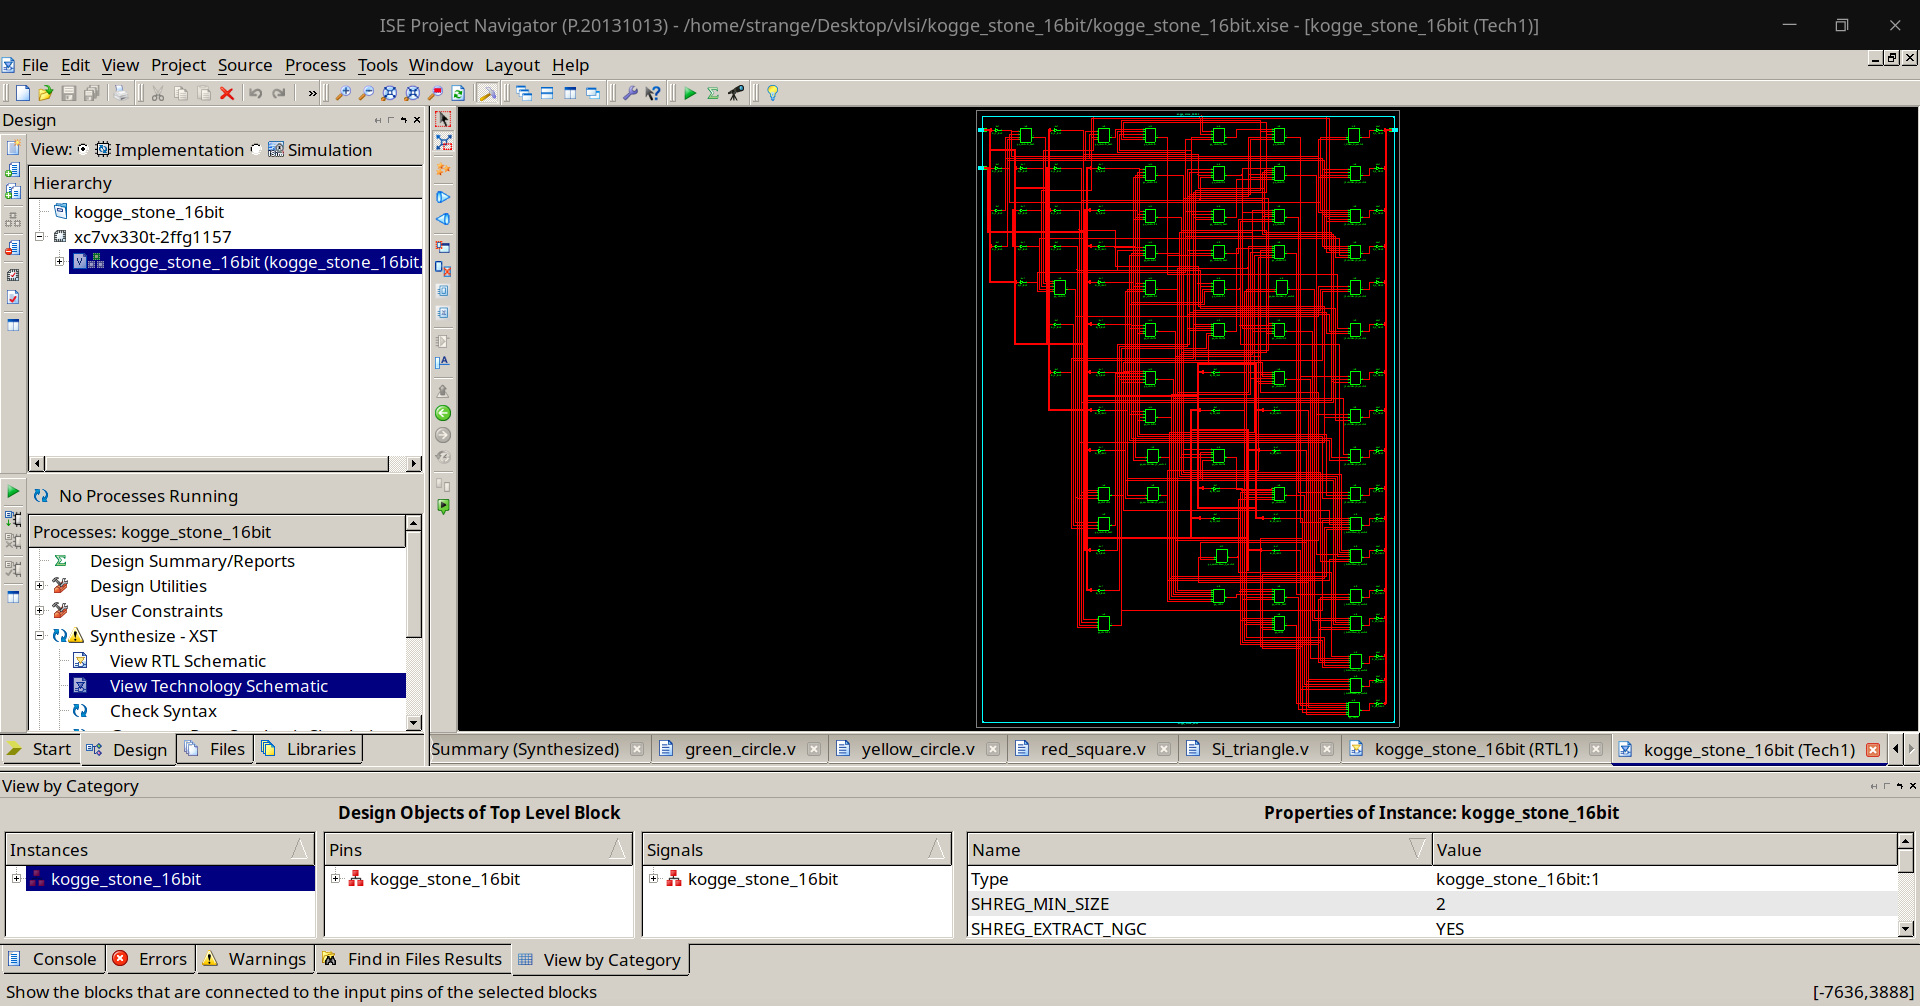 ISE Project Navigator (P.20131013) - /home/strange/Desktop/vlsi/kogge_stone_16bit/kogge_stone_16bit.xise - [kogge_stone_16bit (Tech1)]
File Edit View Project Source Process Tools Window Layout Help
Design
View: Implementation Simulation
Hierarchy
kogge_stone_16bit
xc7vx330t-2ffg1157
kogge_stone_16bit (kogge_stone_16bit.
No Processes Running
Processes: kogge_stone_16bit
Design Summary/Reports
Design Utilities
User Constraints
Synthesize - XST
View RTL Schematic
View Technology Schematic
Check Syntax
Start Design Files Libraries
Summary (Synthesized) green_circle.v yellow_circle.v red_square.v Si_triangle.v kogge_stone_16bit (RTL1) kogge_stone_16bit (Tech1)
View by Category
Design Objects of Top Level Block
Properties of Instance: kogge_stone_16bit
Instances Pins Signals Name Value
kogge_stone_16bit kogge_stone_16bit kogge_stone_16bit Type kogge_stone_16bit:1
SHREG_MIN_SIZE 2
SHREG_EXTRACT_NGC YES
Console Errors Warnings Find in Files Results View by Category
Show the blocks that are connected to the input pins of the selected blocks [-7636,3888]